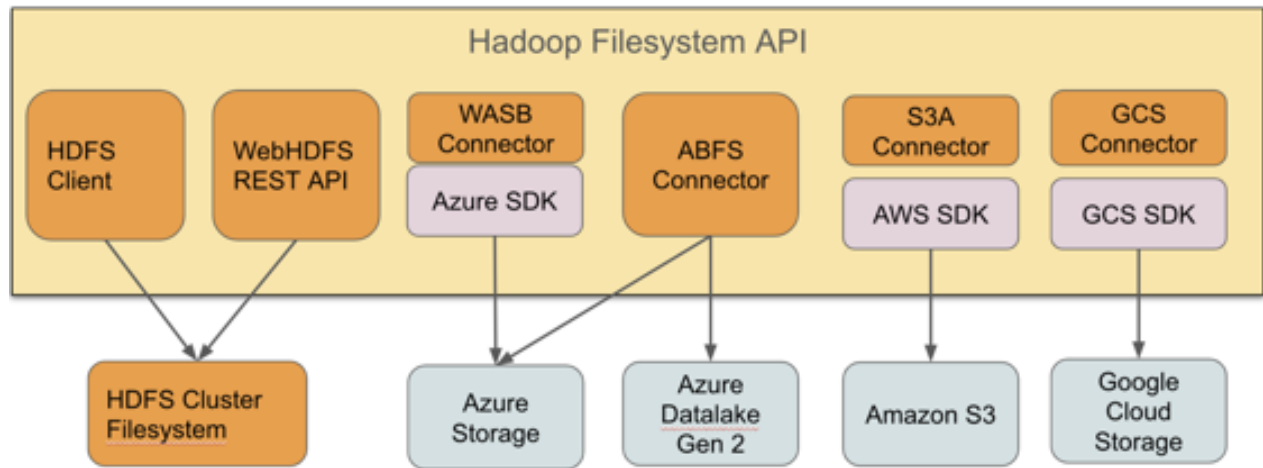 Hadoop Filesystem API
HDFS
Client
WebHDFS
REST API
WASB
Connector
Azure SDK
ABFS
Connector
S3A
Connector
AWS SDK
GCS
Connector
GCS SDK
HDFS Cluster
Filesystem
Azure
Storage
Azure
Datalake
Gen 2
Amazon S3
Google
Cloud
Storage